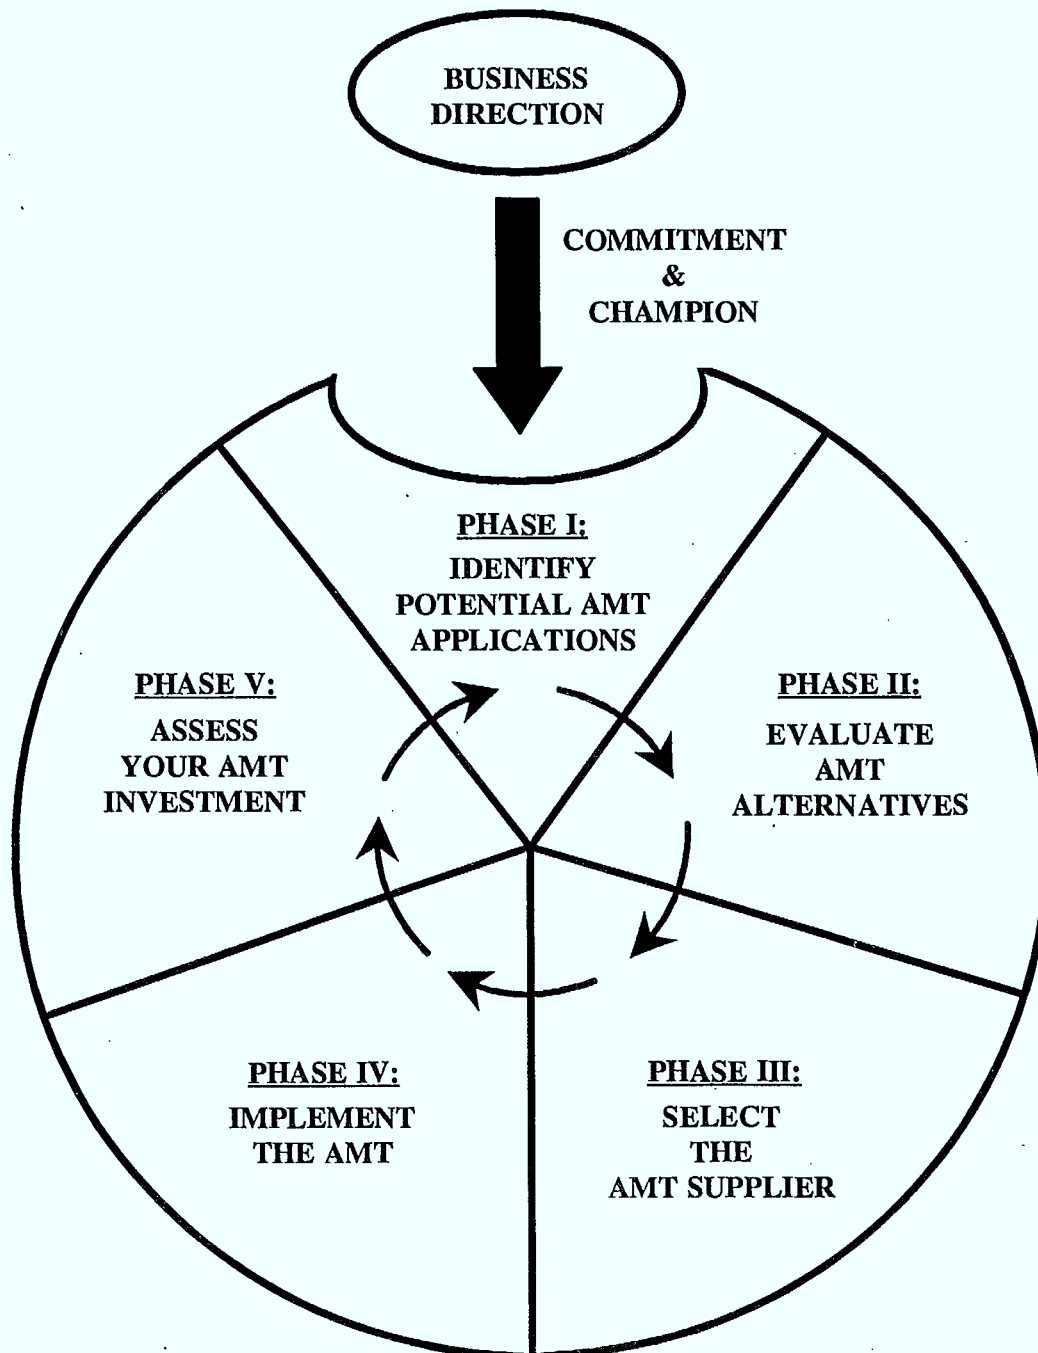 BUSINESS
DIRECTION
COMMITMENT
&
CHAMPION
PHASE I:
IDENTIFY
POTENTIAL AMT
APPLICATIONS
PHASE II:
EVALUATE
AMT
ALTERNATIVES
PHASE III:
SELECT
THE
AMT SUPPLIER
PHASE IV:
IMPLEMENT
THE AMT
PHASE V:
ASSESS
YOUR AMT
INVESTMENT